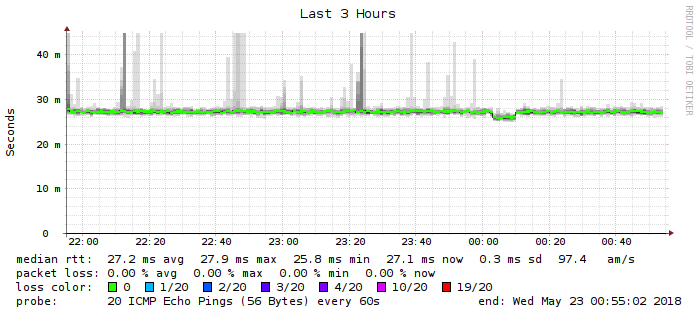 Last 3 Hours
RRDTOOL / TOBI OETIKER
Seconds
40 m
30 m
20 m
10 m
0
22:00 22:20 22:40 23:00 23:20 23:40 00:00 00:20 00:40
median rtt: 27.2 ms avg 27.9 ms max 25.8 ms min 27.1 ms now 0.3 ms sd 97.4 am/s
packet loss: 0.00 % avg 0.00 % max 0.00 % min 0.00 % now
loss color: 0 1/20 2/20 3/20 4/20 10/20 19/20
probe: 20 ICMP Echo Pings (56 Bytes) every 60s end: Wed May 23 00:55:02 2018